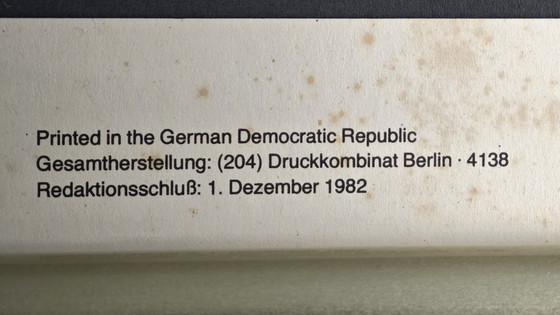 Printed in the German Democratic Republic
Gesamtherstellung: (204) Druckkombinat Berlin · 4138
Redaktionsschluß: 1. Dezember 1982